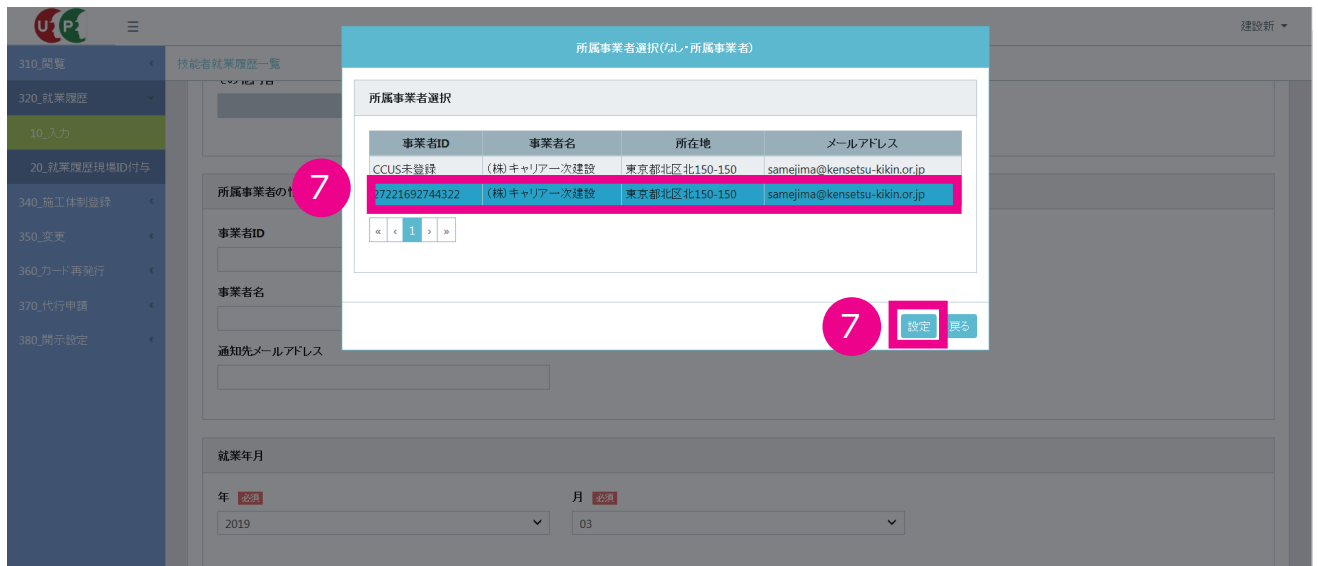 UP
建設新
310_閲覧
320_就業履歴
10_入力
20_就業履歴現場ID付与
340_施工体制登録
350_変更
360_カード再発行
370_代行申請
380_開示設定
技能者就業履歴一覧
所属事業者の
事業者ID
事業者名
通知先メールアドレス
就業年月
年 必須
月 必須
2019
03
所属事業者選択(なし・所属事業者)
所属事業者選択
事業者ID 事業者名 所在地 メールアドレス
CCUS未登録 (株)キャリア一次建設 東京都北区北150-150 samejima@kensetsu-kikin.or.jp
27221692744322 (株)キャリア一次建設 東京都北区北150-150 samejima@kensetsu-kikin.or.jp
« ‹ 1 › »
7
7
設定
戻る